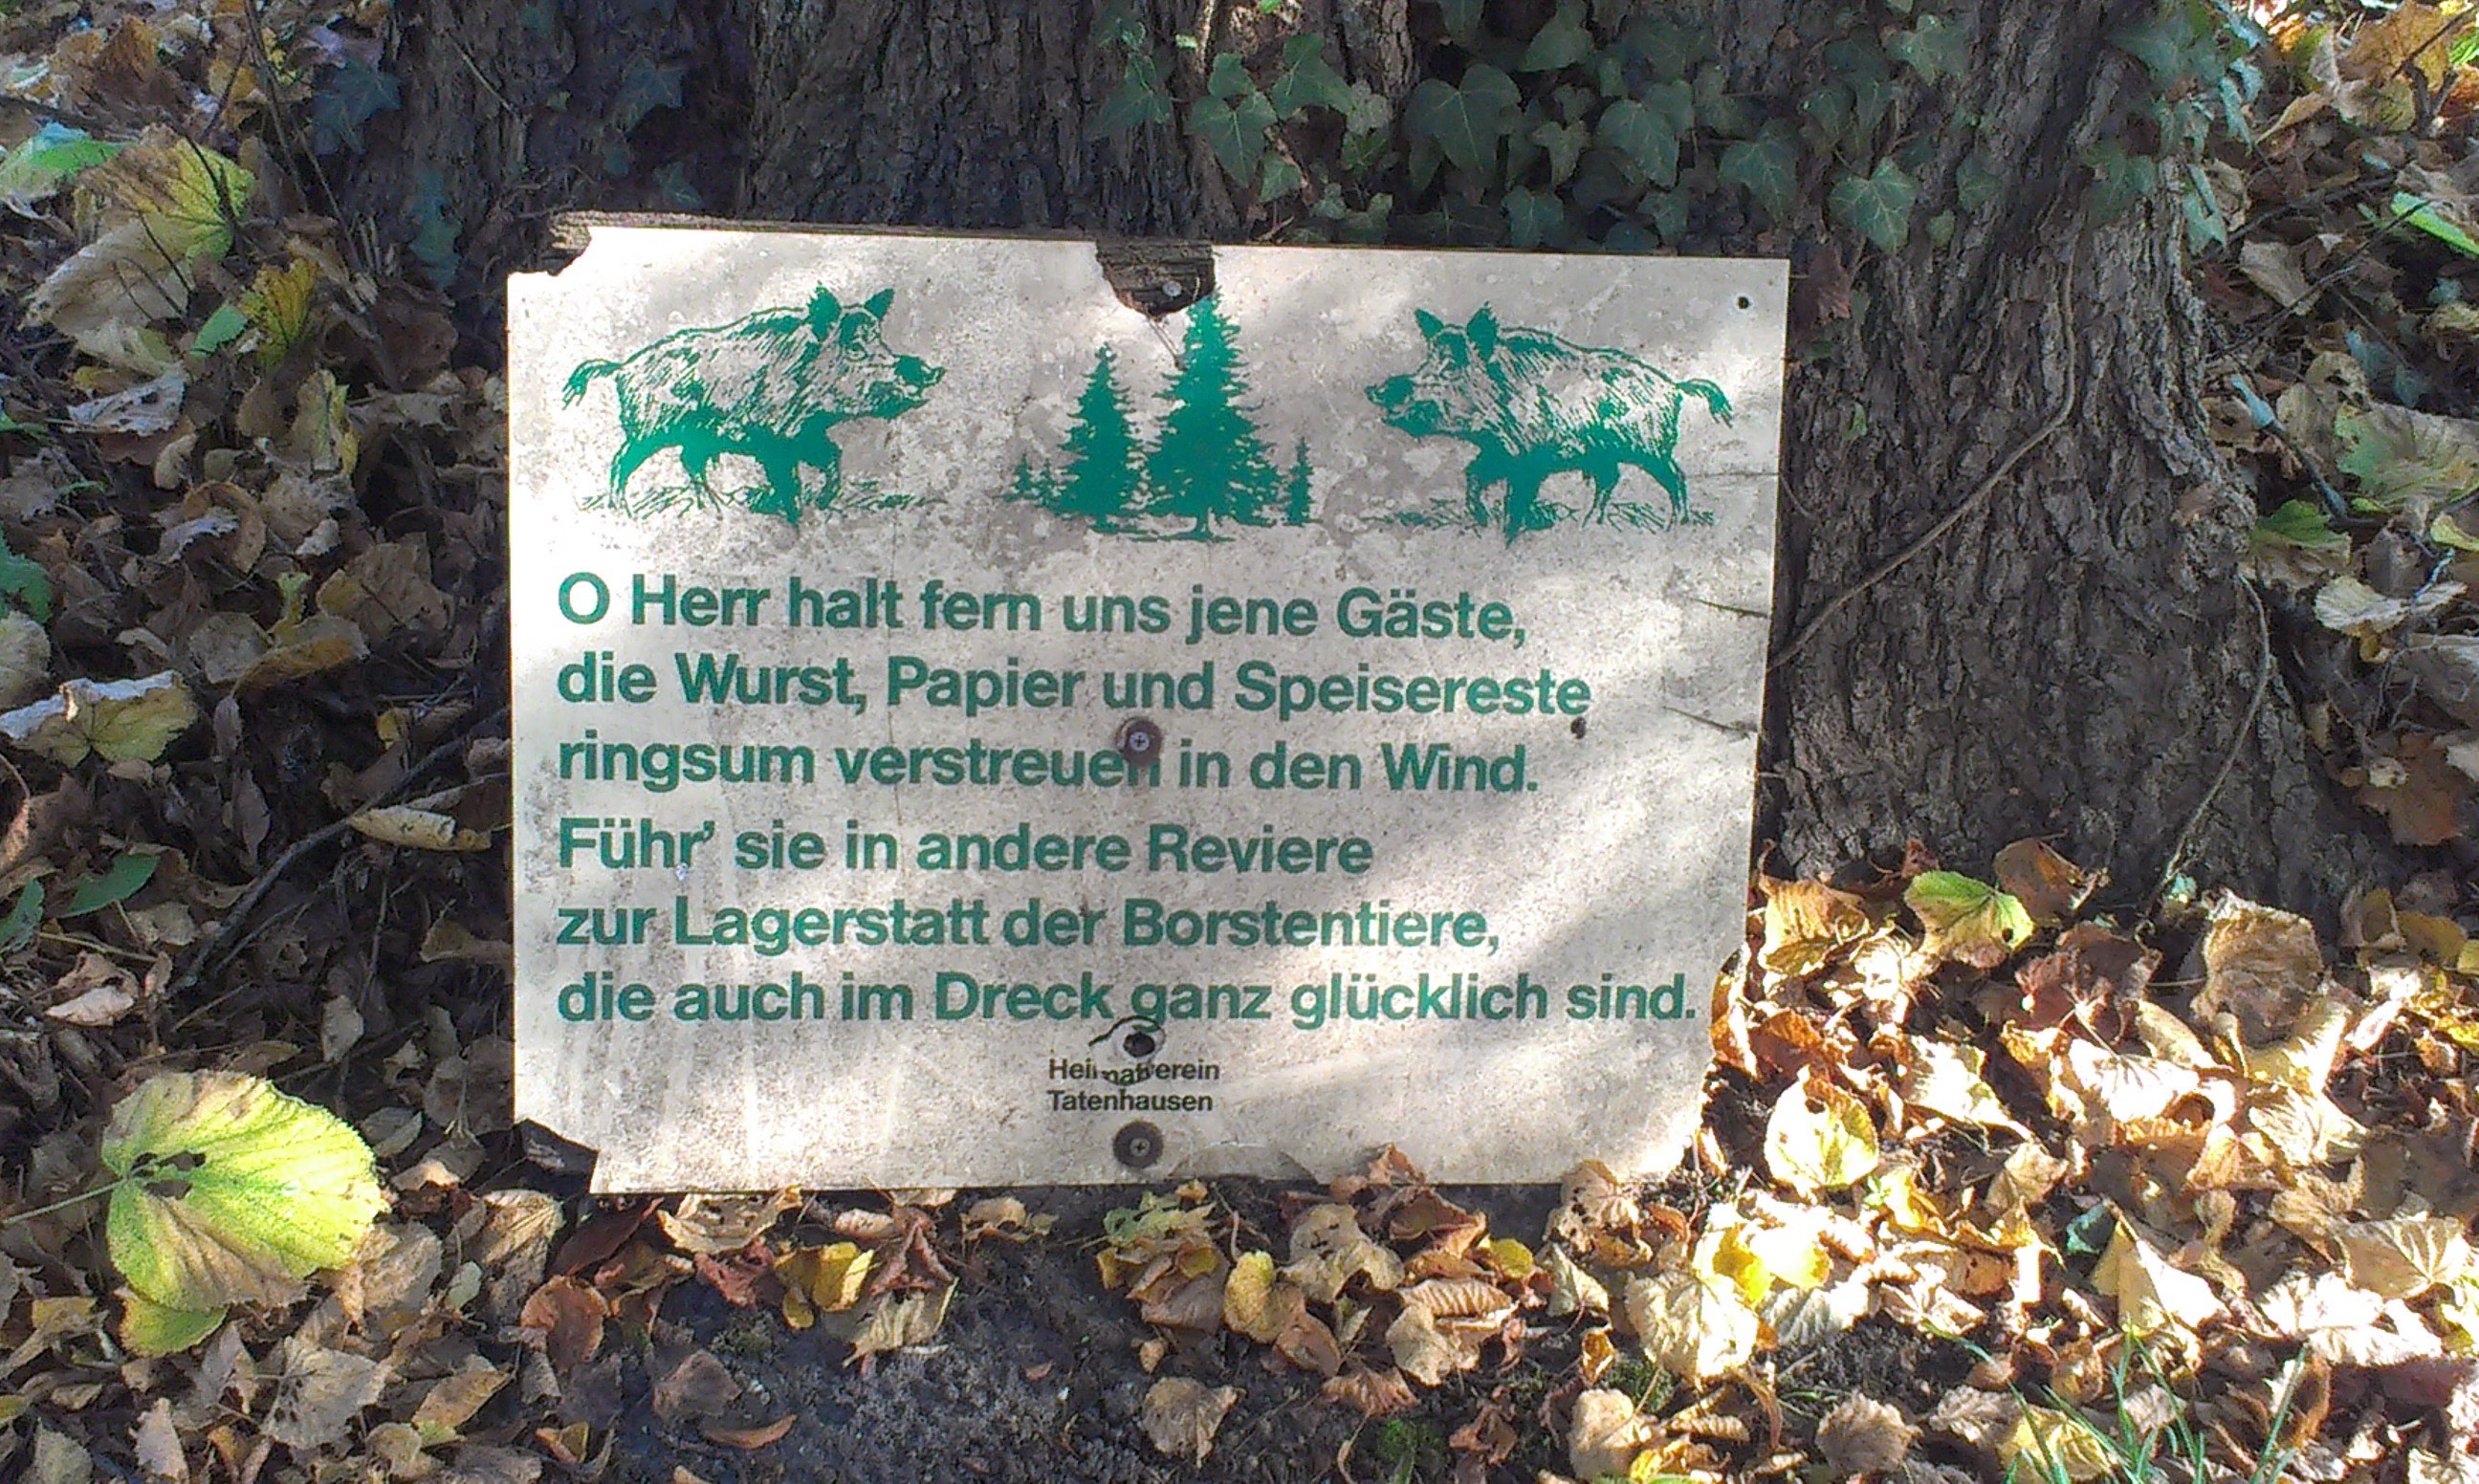 O Herr halt fern uns jene Gäste,
die Wurst, Papier und Speisereste
ringsum verstreuen in den Wind.
Führ' sie in andere Reviere
zur Lagerstatt der Borstentiere,
die auch im Dreck ganz glücklich sind.
Heimatverein
Tatenhausen